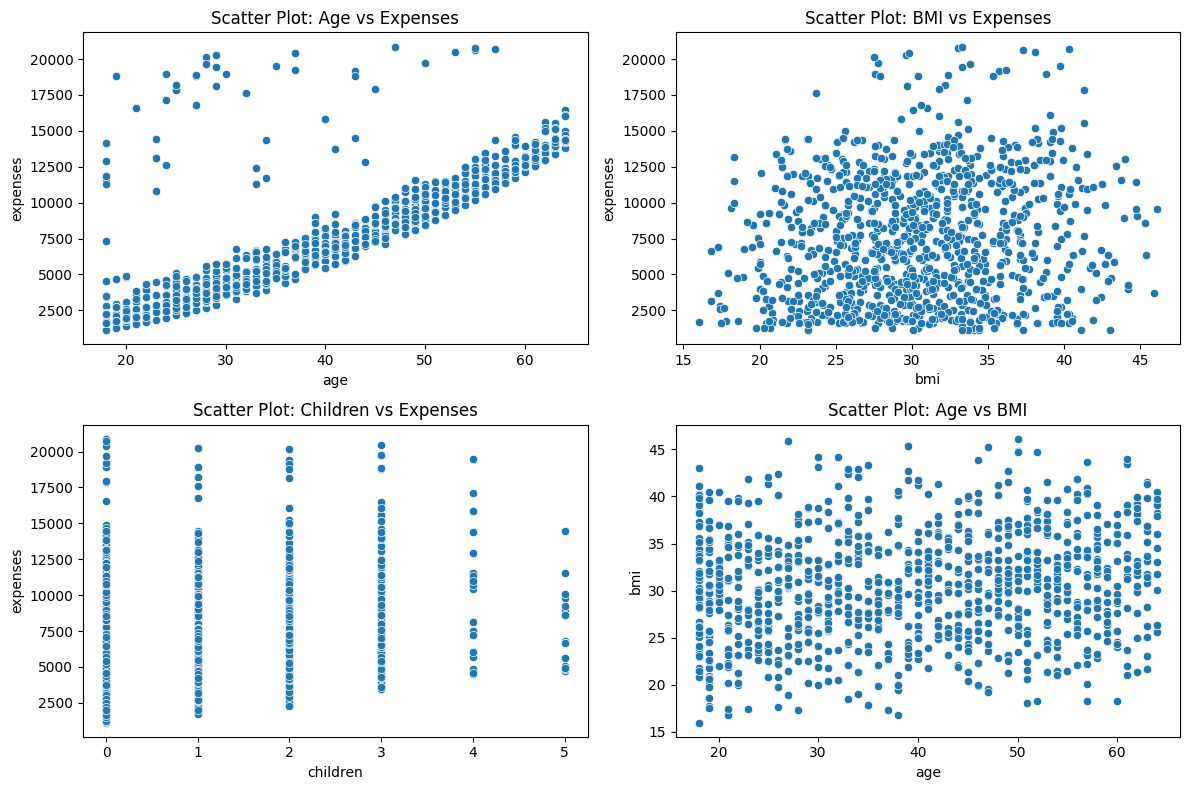 Scatter Plot: Age vs Expenses
expenses
20000
17500
15000
12500
10000
7500
5000
2500
20 30 40 50 60
age
Scatter Plot: BMI vs Expenses
expenses
20000
17500
15000
12500
10000
7500
5000
2500
15 20 25 30 35 40 45
bmi
Scatter Plot: Children vs Expenses
expenses
20000
17500
15000
12500
10000
7500
5000
2500
0 1 2 3 4 5
children
Scatter Plot: Age vs BMI
bmi
45
40
35
30
25
20
15
20 30 40 50 60
age